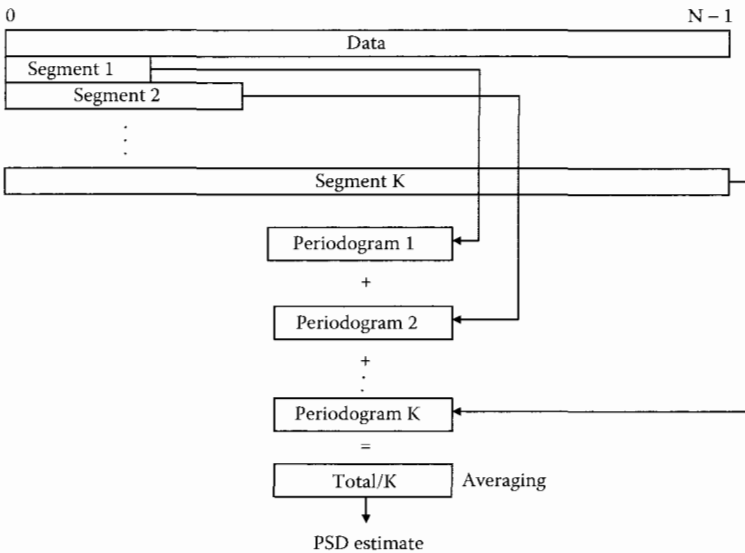 0 N – 1
Data
Segment 1
Segment 2
.
.
.
Segment K
Periodogram 1
+
Periodogram 2
+
.
.
Periodogram K
=
Total/K Averaging
PSD estimate